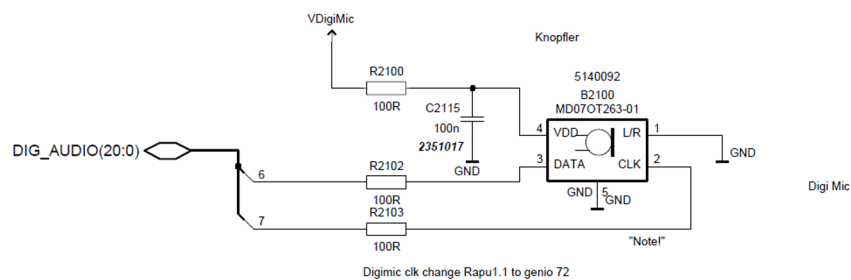 VDigiMic
Knopfler
R2100
100R
C2115
100n
2351017
GND
5140092
B2100
MD07OT263-01
4
VDD
L/R
1
3
DATA
CLK
2
GND
GND
5
GND
DIG_AUDIO(20:0)
6
R2102
100R
7
R2103
100R
"Note!"
Digi Mic
Digimic clk change Rapu1.1 to genio 72